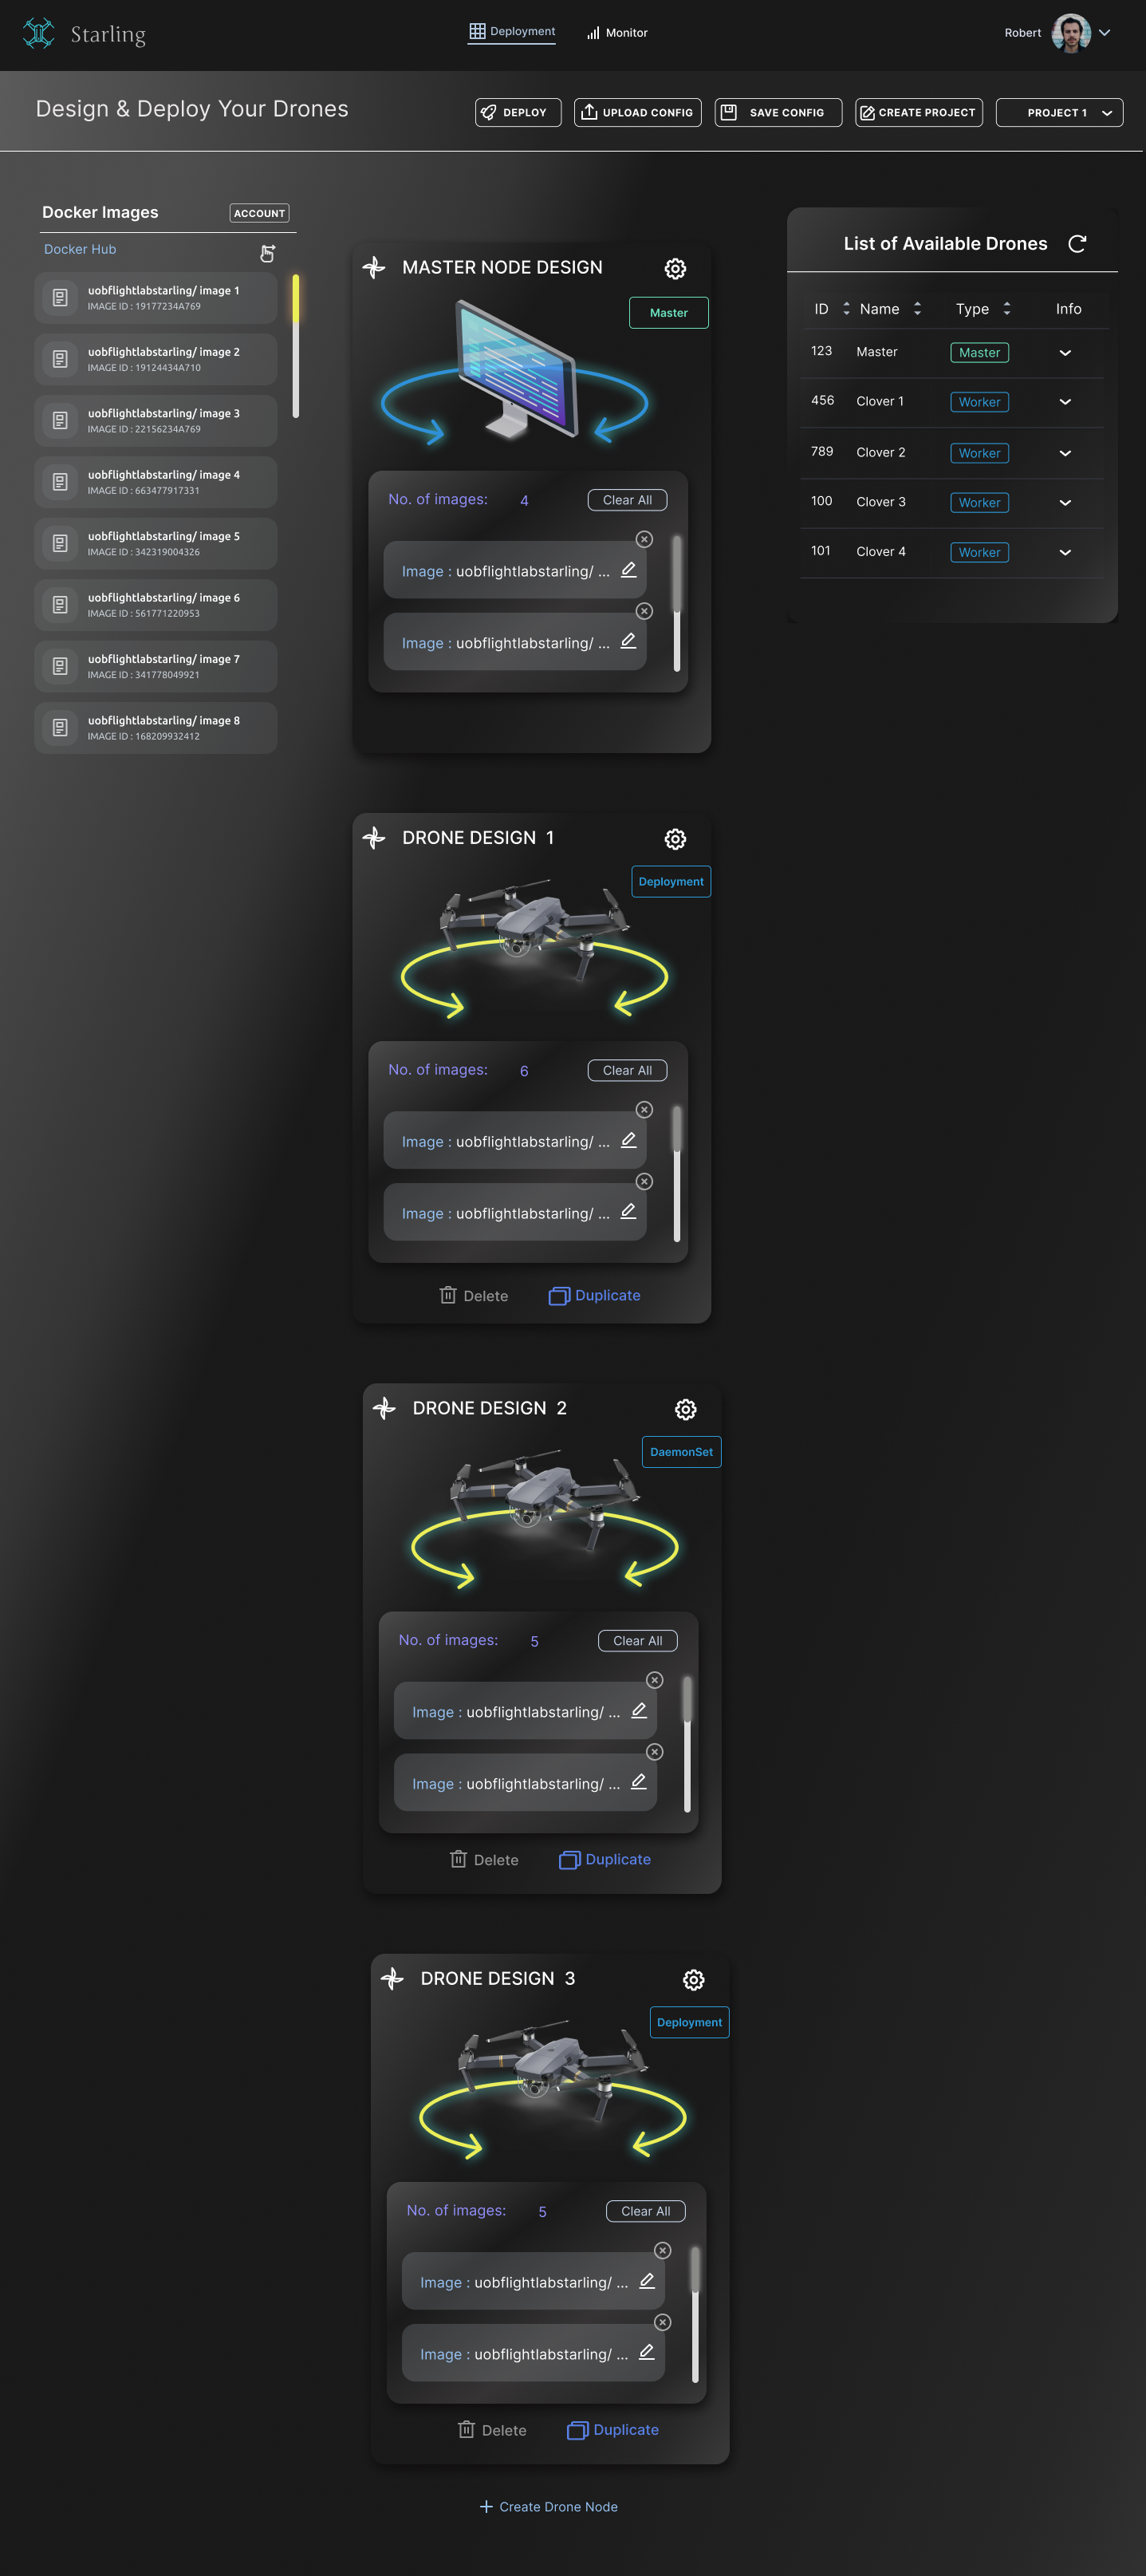 Starling
Deployment
Monitor
Robert
Design & Deploy Your Drones
DEPLOY
UPLOAD CONFIG
SAVE CONFIG
CREATE PROJECT
PROJECT 1
Docker Images
ACCOUNT
Docker Hub
uobflightlabstarling/ image 1
IMAGE ID : 19177234A769
uobflightlabstarling/ image 2
IMAGE ID : 19124434A710
uobflightlabstarling/ image 3
IMAGE ID : 22156234A769
uobflightlabstarling/ image 4
IMAGE ID : 663477917331
uobflightlabstarling/ image 5
IMAGE ID : 342319004326
uobflightlabstarling/ image 6
IMAGE ID : 561771220953
uobflightlabstarling/ image 7
IMAGE ID : 341778049921
uobflightlabstarling/ image 8
IMAGE ID : 168209932412
MASTER NODE DESIGN
Master
No. of images: 4
Clear All
Image : uobflightlabstarling/ ...
Image : uobflightlabstarling/ ...
List of Available Drones
ID Name Type Info
123 Master Master
456 Clover 1 Worker
789 Clover 2 Worker
100 Clover 3 Worker
101 Clover 4 Worker
DRONE DESIGN 1
Deployment
No. of images: 6
Clear All
Image : uobflightlabstarling/ ...
Image : uobflightlabstarling/ ...
Delete
Duplicate
DRONE DESIGN 2
DaemonSet
No. of images: 5
Clear All
Image : uobflightlabstarling/ ...
Image : uobflightlabstarling/ ...
Delete
Duplicate
DRONE DESIGN 3
Deployment
No. of images: 5
Clear All
Image : uobflightlabstarling/ ...
Image : uobflightlabstarling/ ...
Delete
Duplicate
Create Drone Node